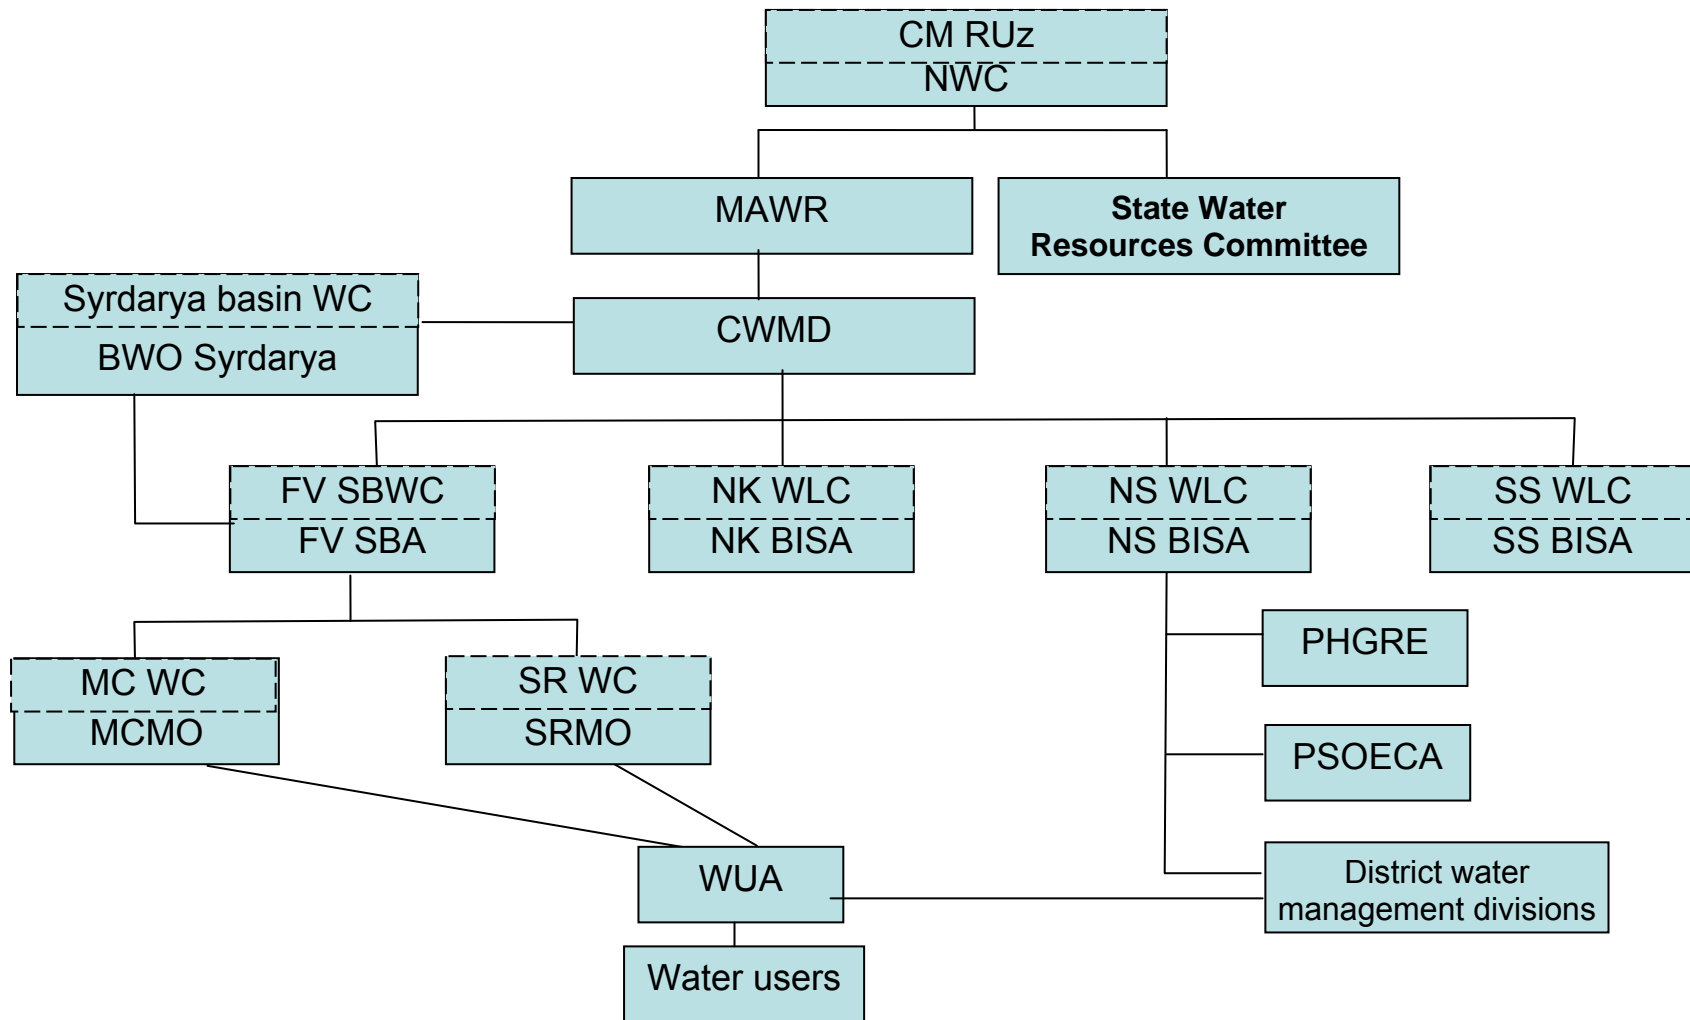 CM RUz
NWC
MAWR
State Water
Resources Committee
Syrdarya basin WC
BWO Syrdarya
CWMD
FV SBWC
FV SBA
NK WLC
NK BISA
NS WLC
NS BISA
SS WLC
SS BISA
PHGRE
MC WC
MCMO
SR WC
SRMO
PSOECA
WUA
District water
management divisions
Water users